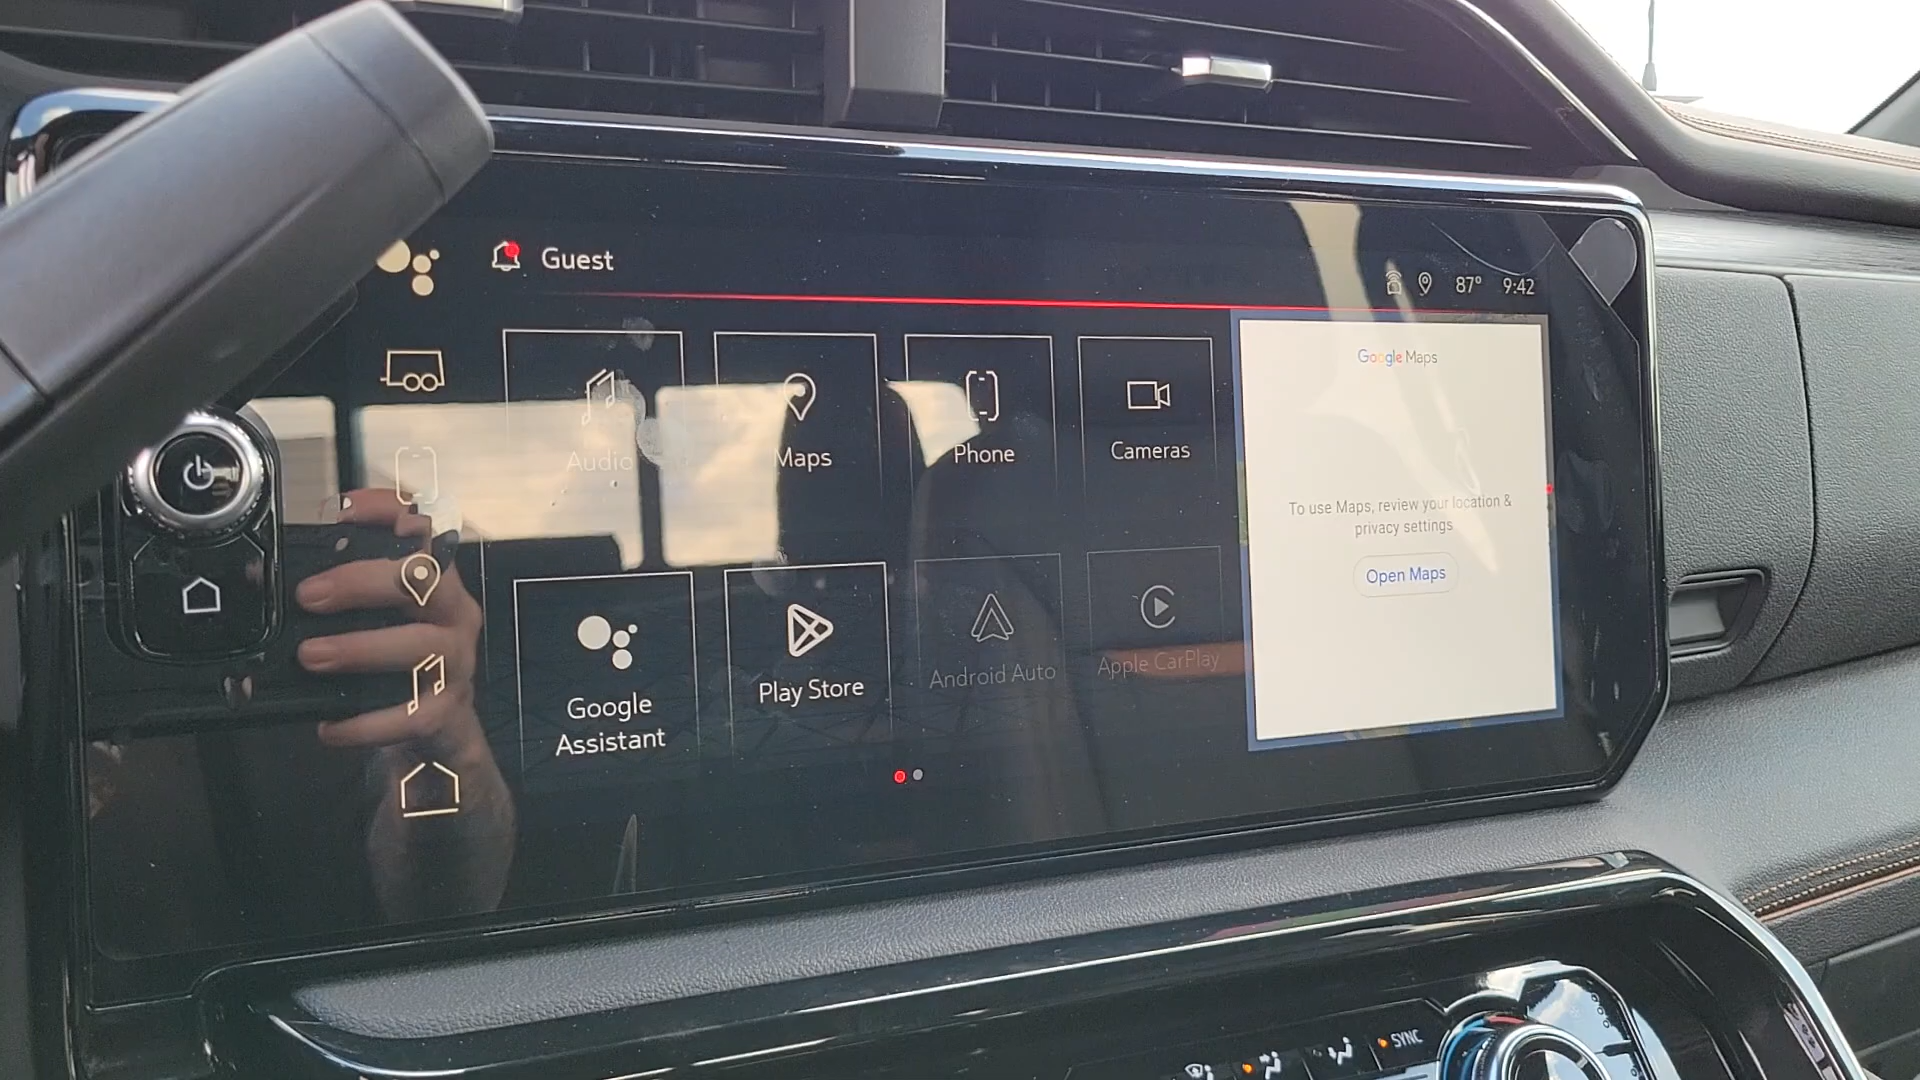 Guest
87° 9:42
Audio
Maps
Phone
Cameras
Google Maps
To use Maps, review your location &
privacy settings
Open Maps
Google
Assistant
Play Store
Android Auto
Apple CarPlay
SYNC